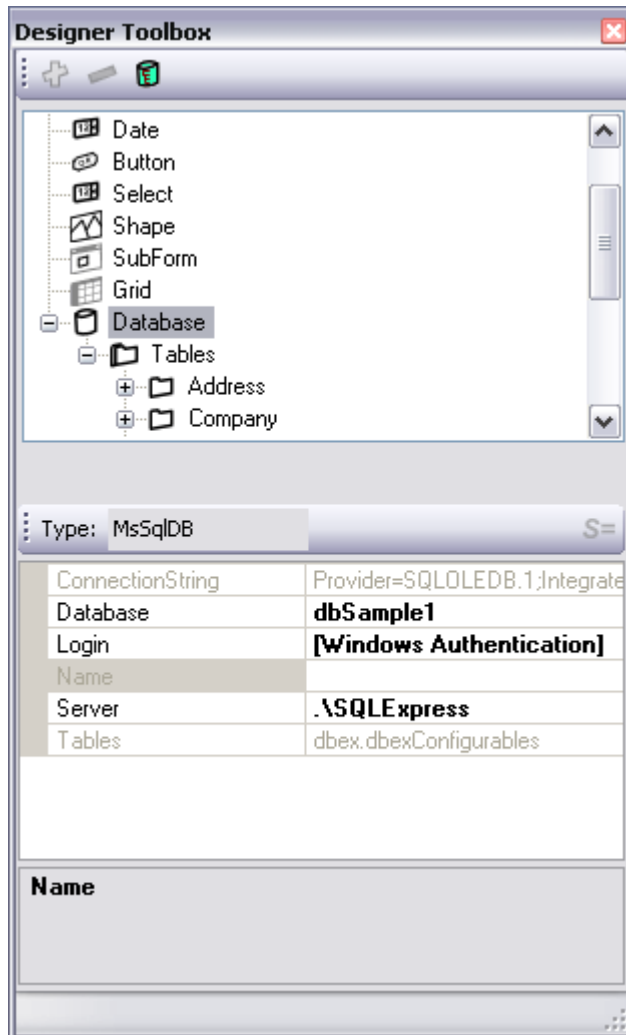 Designer Toolbox
Date
Button
Select
Shape
SubForm
Grid
Database
Tables
Address
Company
Type: MsSqlDB S=
ConnectionString Provider=SQLOLEDB.1;Integrate
Database dbSample1
Login [Windows Authentication]
Name
Server .\SQLExpress
Tables dbex.dbexConfigurables
Name